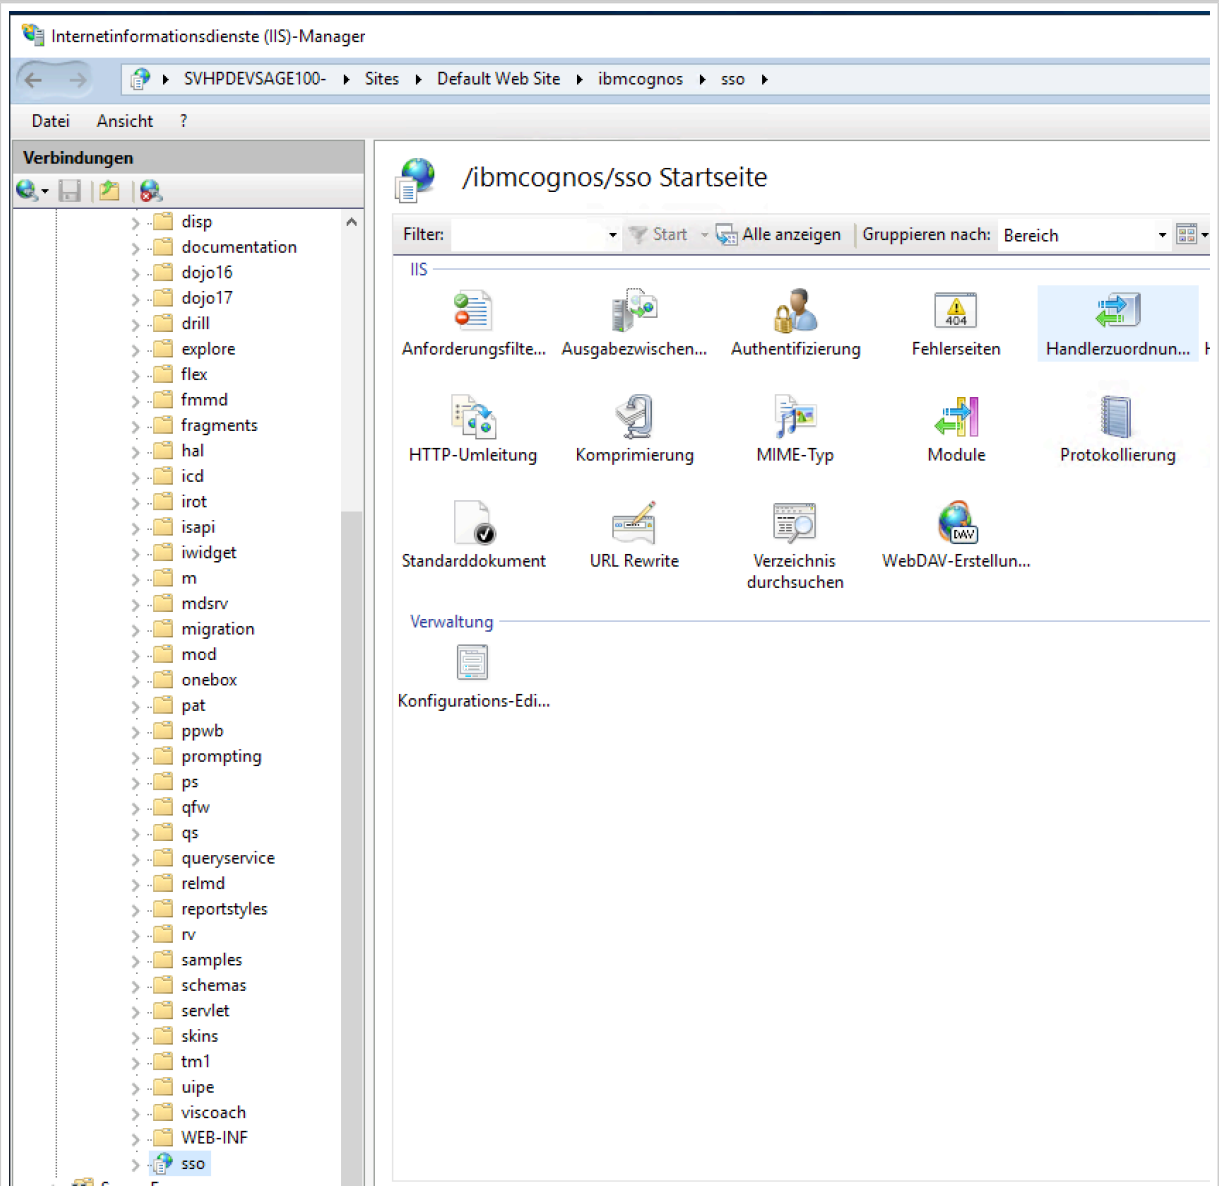 Internetinformationsdienste (IIS)-Manager
SVHPDEVSAGE100- Sites Default Web Site ibmcognos sso
Datei Ansicht ?
Verbindungen
disp
documentation
dojo16
dojo17
drill
explore
flex
fmmd
fragments
hal
icd
irot
isapi
iwidget
m
mdsrv
migration
mod
onebox
pat
ppwb
prompting
ps
qfw
qs
queryservice
relmd
reportstyles
rv
samples
schemas
servlet
skins
tm1
uipe
viscoach
WEB-INF
sso
/ibmcognos/sso Startseite
Filter: Start Alle anzeigen Gruppieren nach: Bereich
IIS
404
Anforderungsfilte... Ausgabezwischen... Authentifizierung Fehlerseiten Handlerzuordnun...
HTTP-Umleitung Komprimierung MIME-Typ Module Protokollierung
DAV
Standarddokument URL Rewrite Verzeichnis durchsuchen WebDAV-Erstellun...
Verwaltung
Konfigurations-Edi...